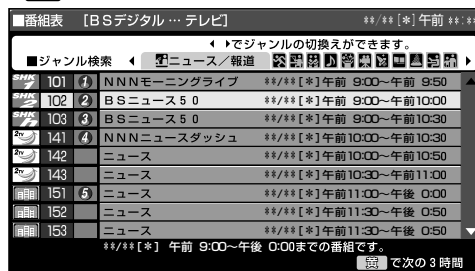 ■番組表 [BSデジタル … テレビ] **/**[*]午前 **:**
◀ ▶でジャンルの切換えができます。
■ジャンル検索 ◀ ニュース/報道 ▶
SHK 1 101 ① NNNモーニングライブ **/**[*]午前 9:00〜午前 9:50
SHK 2 102 ② BSニュース50 **/**[*]午前 9:00〜午前10:00
SHK h 103 ③ BSニュース50 **/**[*]午前 9:00〜午前10:30
2TV 141 ④ NNNニュースダッシュ **/**[*]午前10:00〜午前10:30
2TV 142 ニュース **/**[*]午前10:00〜午前10:50
2TV 143 ニュース **/**[*]午前10:30〜午前11:00
151 ⑤ ニュース **/**[*]午前11:00〜午後 0:00
152 ニュース **/**[*]午前11:30〜午後 0:50
153 ニュース **/**[*]午前11:30〜午後 0:50
**/**[*] 午前 9:00〜午後 0:00までの番組です。
黄 で次の3時間